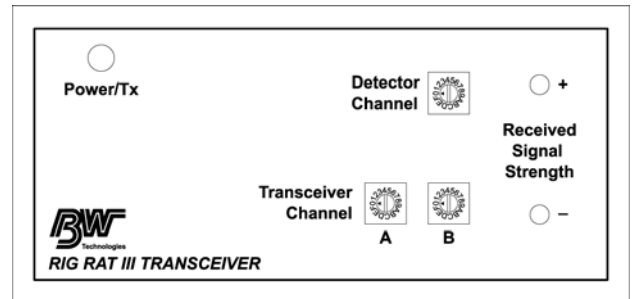 Power/Tx
Detector
Channel
+
Received
Signal
Strength
−
Transceiver
Channel
A
B
BW
Technologies
RIG RAT III TRANSCEIVER